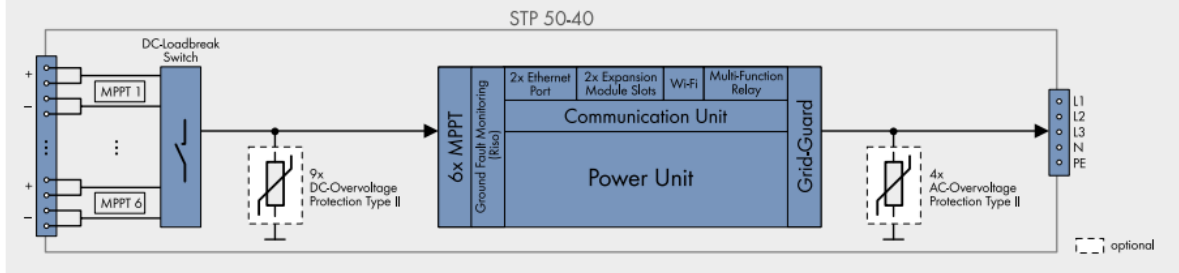 STP 50-40
DC-Loadbreak
Switch
+
MPPT 1
−
⋮
⋮
+
MPPT 6
−
9x
DC-Overvoltage
Protection Type II
6x MPPT
Ground Fault Monitoring
(Riso)
2x Ethernet
Port
2x Expansion
Module Slots
Wi-Fi
Multi-Function
Relay
Communication Unit
Power Unit
Grid-Guard
4x
AC-Overvoltage
Protection Type II
L1
L2
L3
N
PE
optional